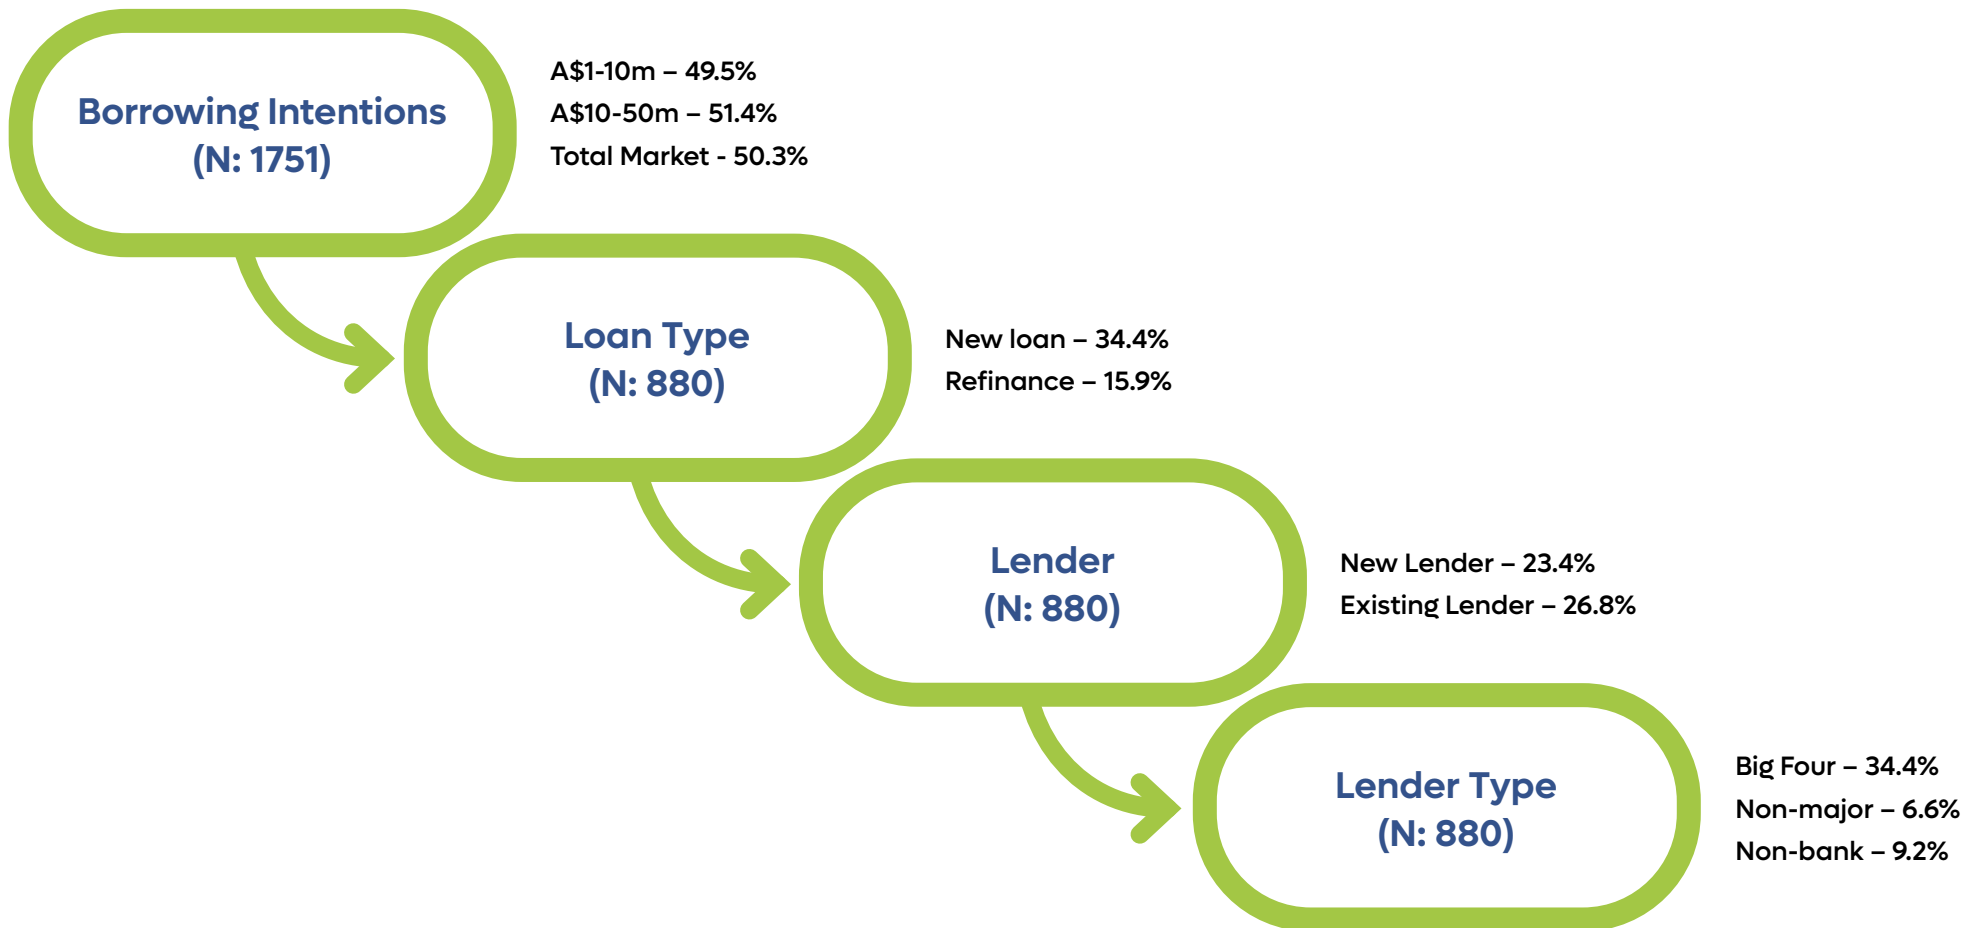 Borrowing Intentions
(N: 1751)
A$1-10m – 49.5%
A$10-50m – 51.4%
Total Market - 50.3%
Loan Type
(N: 880)
New loan – 34.4%
Refinance – 15.9%
Lender
(N: 880)
New Lender – 23.4%
Existing Lender – 26.8%
Lender Type
(N: 880)
Big Four – 34.4%
Non-major – 6.6%
Non-bank – 9.2%